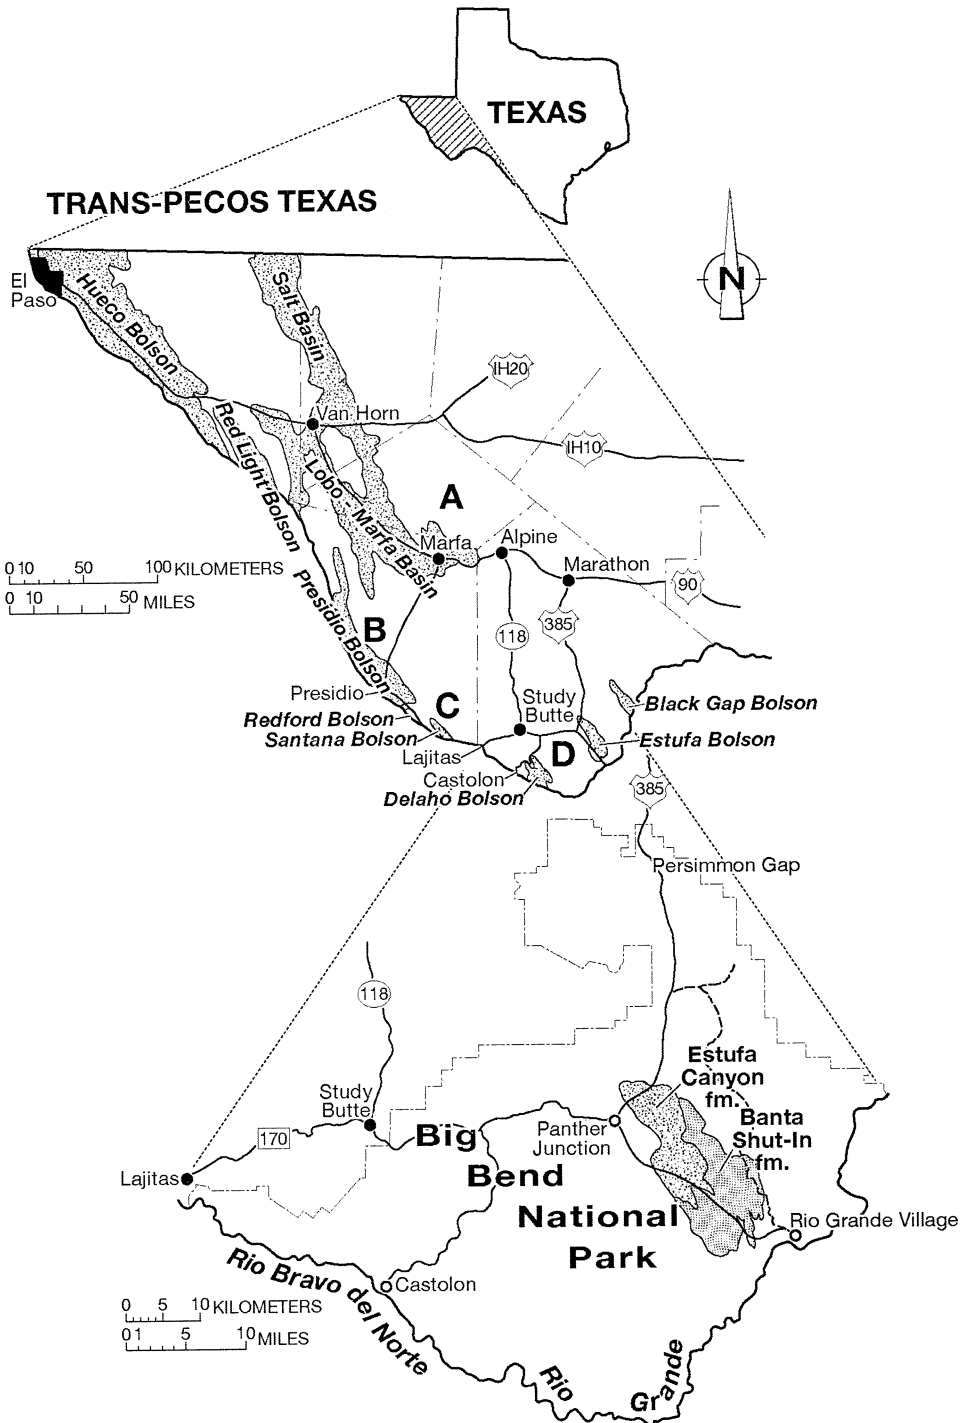 TEXAS
TRANS-PECOS TEXAS
N
El
Paso
Hueco Bolson
Salt Basin
IH20
Van Horn
IH10
Red Light Bolson
Lobo - Marfa Basin
A
Marfa
Alpine
Marathon
90
0 10 50 100 KILOMETERS
0 10 50 MILES
Presidio Bolson
B
118
385
Presidio
Redford Bolson
Santana Bolson
C
Study
Butte
Black Gap Bolson
Estufa Bolson
Lajitas
D
Castolon
Delaho Bolson
385
Persimmon Gap
118
Estufa
Canyon
fm.
Study
Butte
170
Big
Bend
National
Park
Panther
Junction
Banta
Shut-In
fm.
Lajitas
Rio Grande Village
Rio Bravo del Norte
Castolon
0 5 10 KILOMETERS
0 1 5 10 MILES
Rio Grande